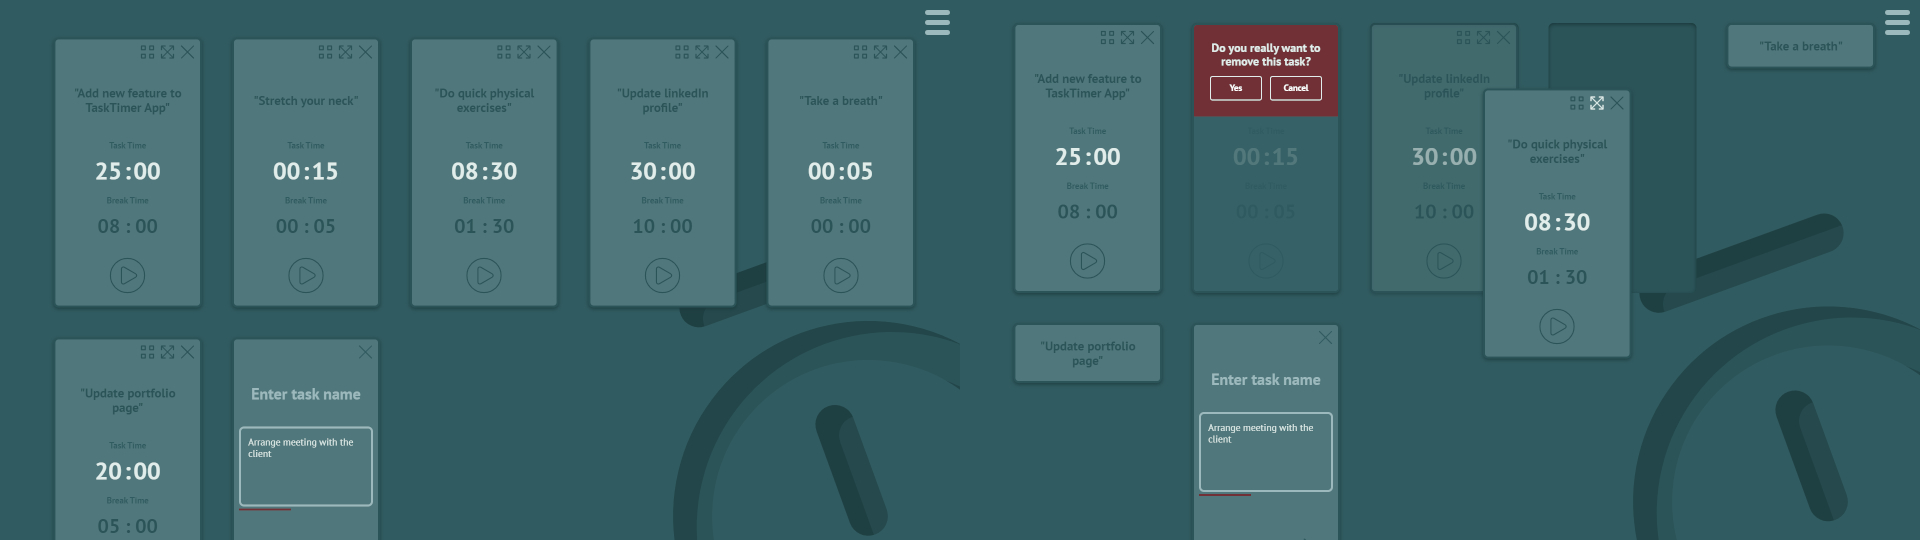 "Add new feature to
TaskTimer App"
Task Time
25:00
Break Time
08 : 00
"Stretch your neck"
Task Time
00:15
Break Time
00 : 05
"Do quick physical
exercises"
Task Time
08:30
Break Time
01 : 30
"Update linkedIn
profile"
Task Time
30:00
Break Time
10 : 00
"Take a breath"
Task Time
00:05
Break Time
00 : 00
"Update portfolio
page"
Task Time
20:00
Break Time
05 : 00
Enter task name
Arrange meeting with the
client
"Add new feature to
TaskTimer App"
Task Time
25:00
Break Time
08 : 00
Do you really want to
remove this task?
Yes
Cancel
Task Time
00:15
Break Time
00 : 05
"Update linkedIn
profile"
Task Time
30:00
Break Time
10 : 00
"Do quick physical
exercises"
Task Time
08:30
Break Time
01 : 30
"Take a breath"
"Update portfolio
page"
Enter task name
Arrange meeting with the
client